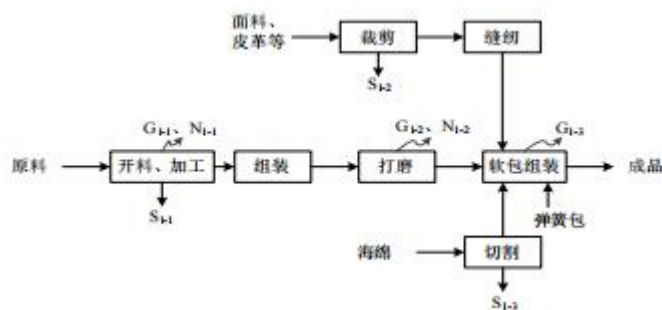 面料、
皮革等
裁剪
缝纫
S₁₋₂
G₁₋₁、N₁₋₁
G₁₋₂、N₁₋₂
G₁₋₃
原料
开料、加工
组装
打磨
软包组装
成品
S₁₋₁
弹簧包
海绵
切割
S₁₋₃